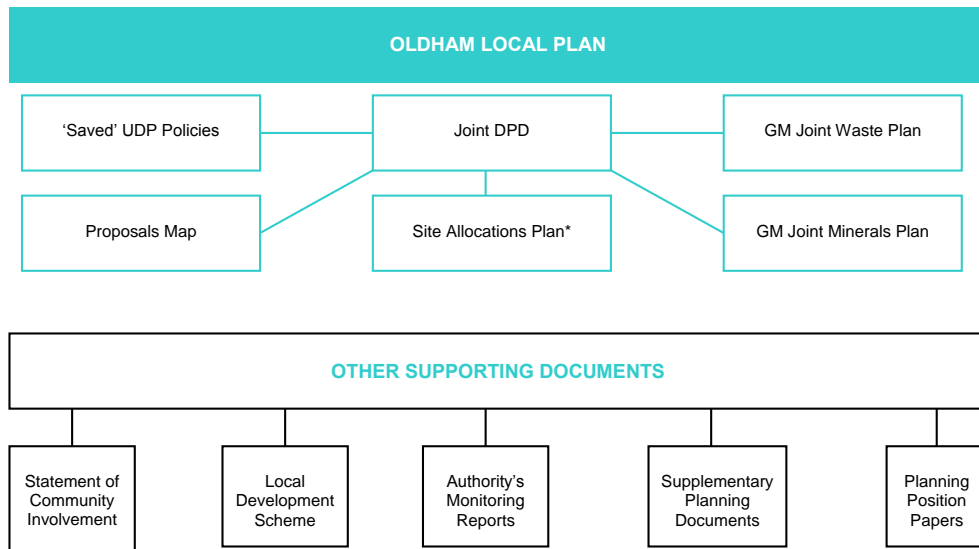 OLDHAM LOCAL PLAN
‘Saved’ UDP Policies
Joint DPD
GM Joint Waste Plan
Proposals Map
Site Allocations Plan*
GM Joint Minerals Plan
OTHER SUPPORTING DOCUMENTS
Statement of
Community
Involvement
Local
Development
Scheme
Authority’s
Monitoring
Reports
Supplementary
Planning
Documents
Planning
Position
Papers